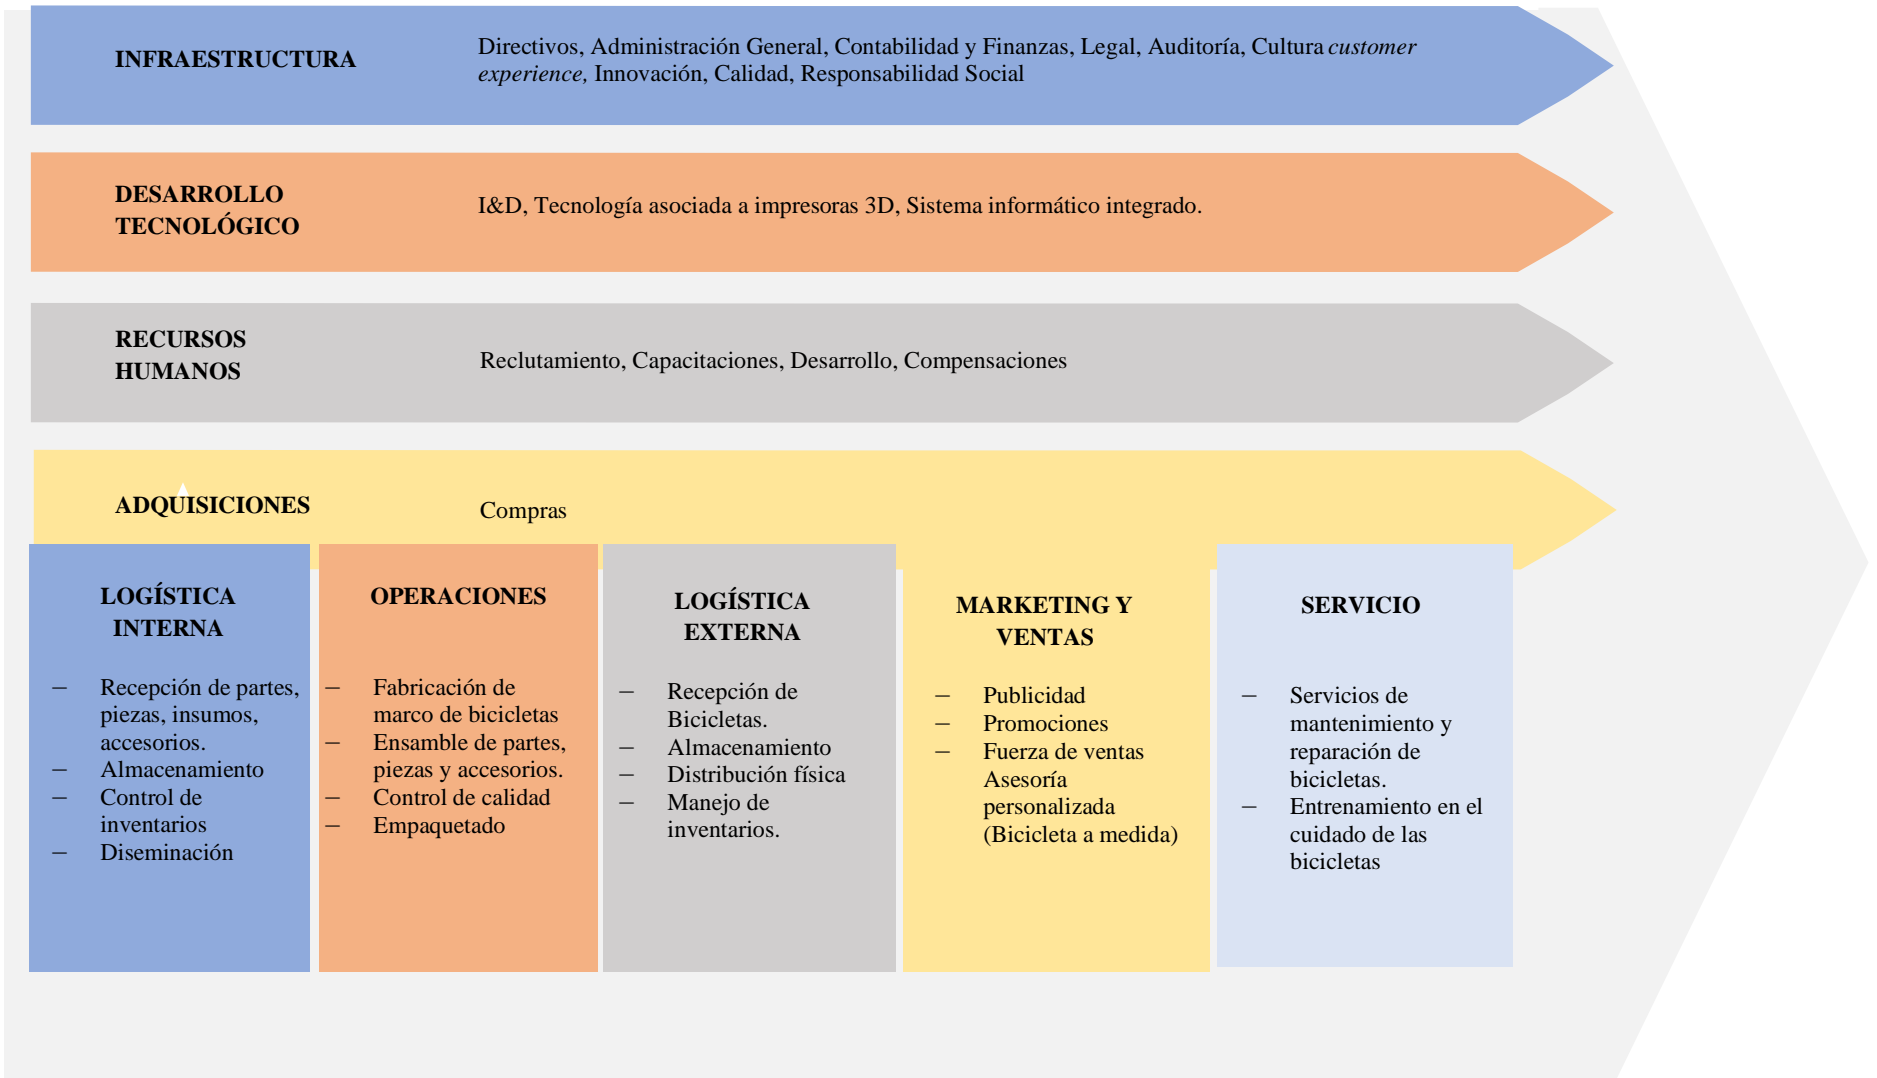 INFRAESTRUCTURA
Directivos, Administración General, Contabilidad y Finanzas, Legal, Auditoría, Cultura customer
experience, Innovación, Calidad, Responsabilidad Social
DESARROLLO
TECNOLÓGICO
I&D, Tecnología asociada a impresoras 3D, Sistema informático integrado.
RECURSOS
HUMANOS
Reclutamiento, Capacitaciones, Desarrollo, Compensaciones
ADQUISICIONES
Compras
LOGÍSTICA
INTERNA
– Recepción de partes,
piezas, insumos,
accesorios.
– Almacenamiento
– Control de
inventarios
– Diseminación
OPERACIONES
– Fabricación de
marco de bicicletas
– Ensamble de partes,
piezas y accesorios.
– Control de calidad
– Empaquetado
LOGÍSTICA
EXTERNA
– Recepción de
Bicicletas.
– Almacenamiento
– Distribución física
– Manejo de
inventarios.
MARKETING Y
VENTAS
– Publicidad
– Promociones
– Fuerza de ventas
Asesoría
personalizada
(Bicicleta a medida)
SERVICIO
– Servicios de
mantenimiento y
reparación de
bicicletas.
– Entrenamiento en el
cuidado de las
bicicletas